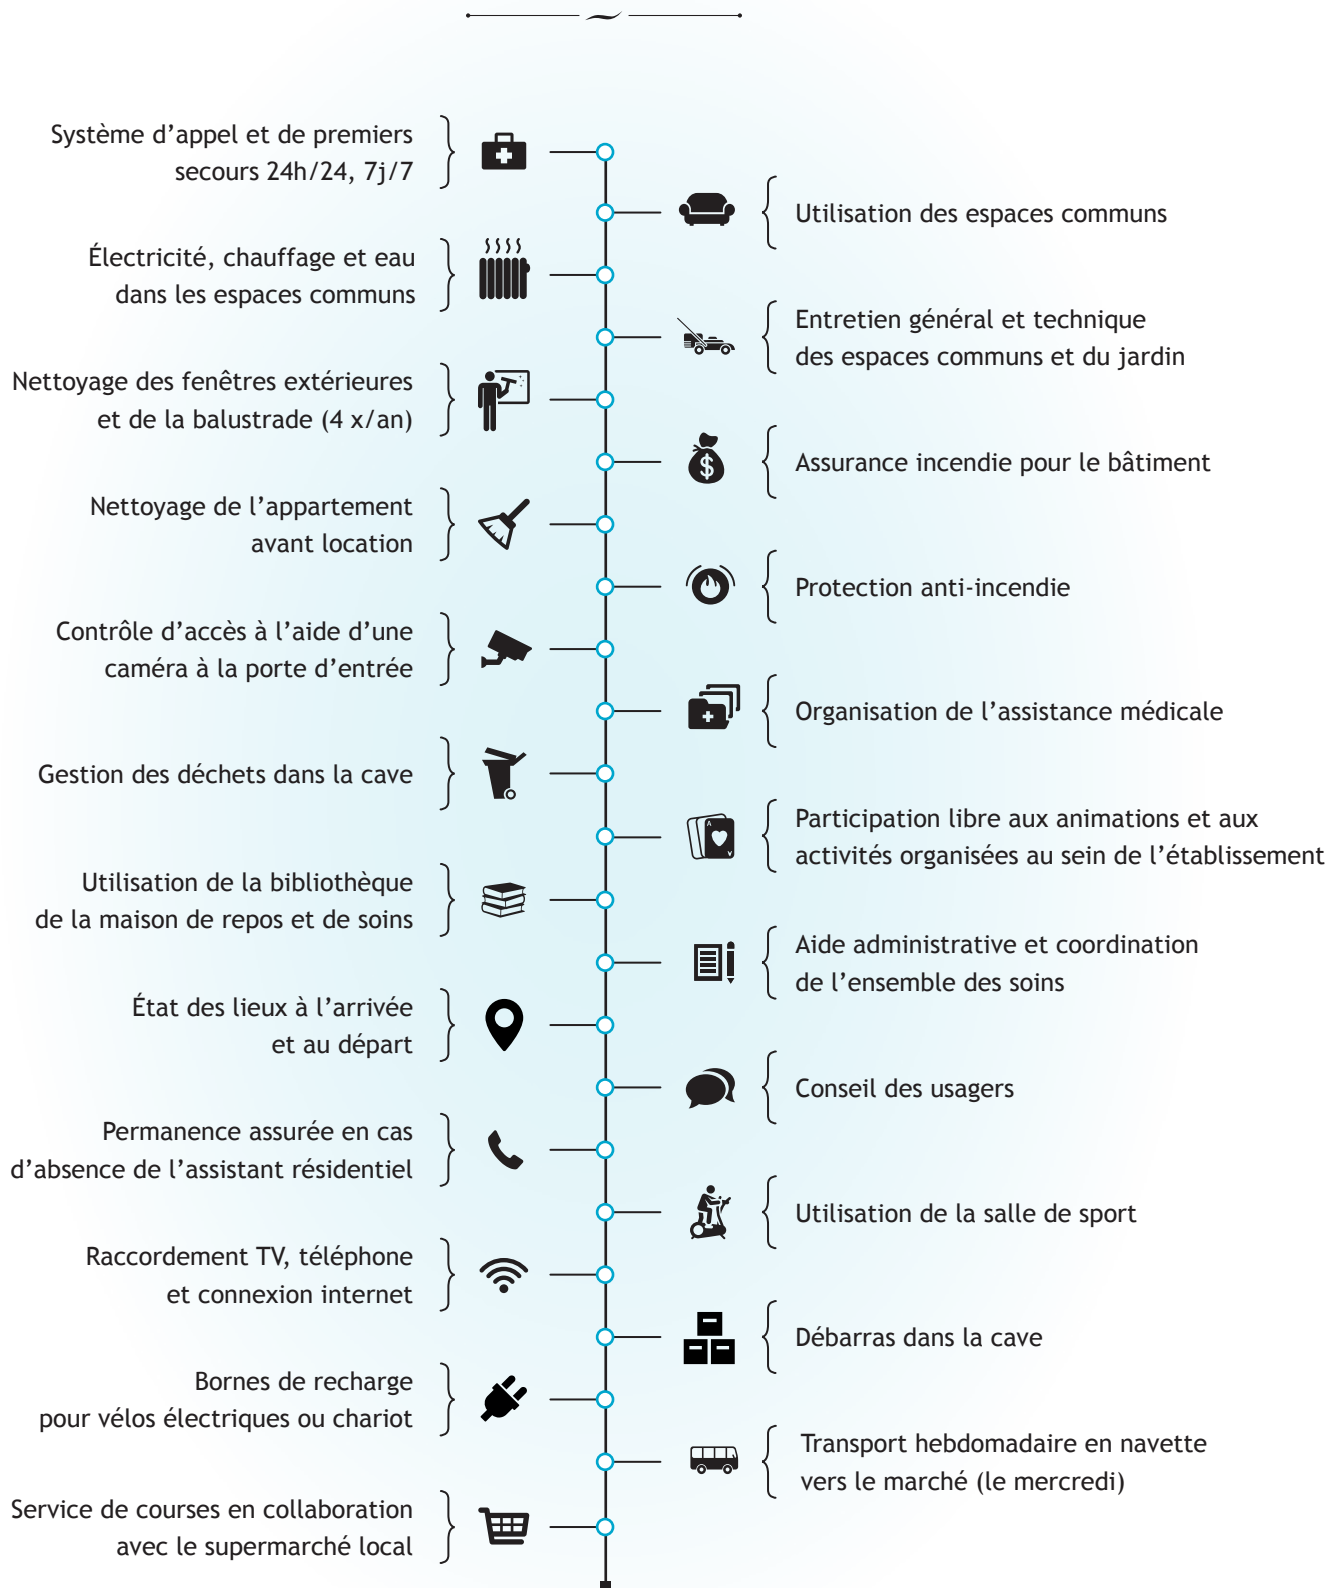 Système d’appel et de premiers
secours 24h/24, 7j/7
Utilisation des espaces communs
Électricité, chauffage et eau
dans les espaces communs
Entretien général et technique
des espaces communs et du jardin
Nettoyage des fenêtres extérieures
et de la balustrade (4 x/an)
Assurance incendie pour le bâtiment
Nettoyage de l’appartement
avant location
Protection anti-incendie
Contrôle d’accès à l’aide d’une
caméra à la porte d’entrée
Organisation de l’assistance médicale
Gestion des déchets dans la cave
Participation libre aux animations et aux
activités organisées au sein de l’établissement
Utilisation de la bibliothèque
de la maison de repos et de soins
Aide administrative et coordination
de l’ensemble des soins
État des lieux à l’arrivée
et au départ
Conseil des usagers
Permanence assurée en cas
d’absence de l’assistant résidentiel
Utilisation de la salle de sport
Raccordement TV, téléphone
et connexion internet
Débarras dans la cave
Bornes de recharge
pour vélos électriques ou chariot
Transport hebdomadaire en navette
vers le marché (le mercredi)
Service de courses en collaboration
avec le supermarché local